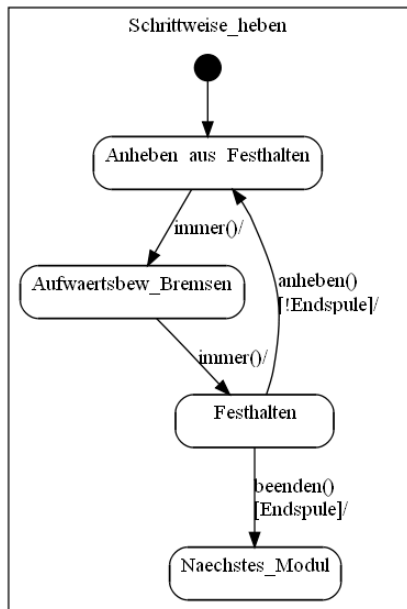 Schrittweise_heben
Anheben aus Festhalten
immer()/
Aufwaertsbew_Bremsen
anheben()
[!Endspule]/
immer()/
Festhalten
beenden()
[Endspule]/
Naechstes_Modul